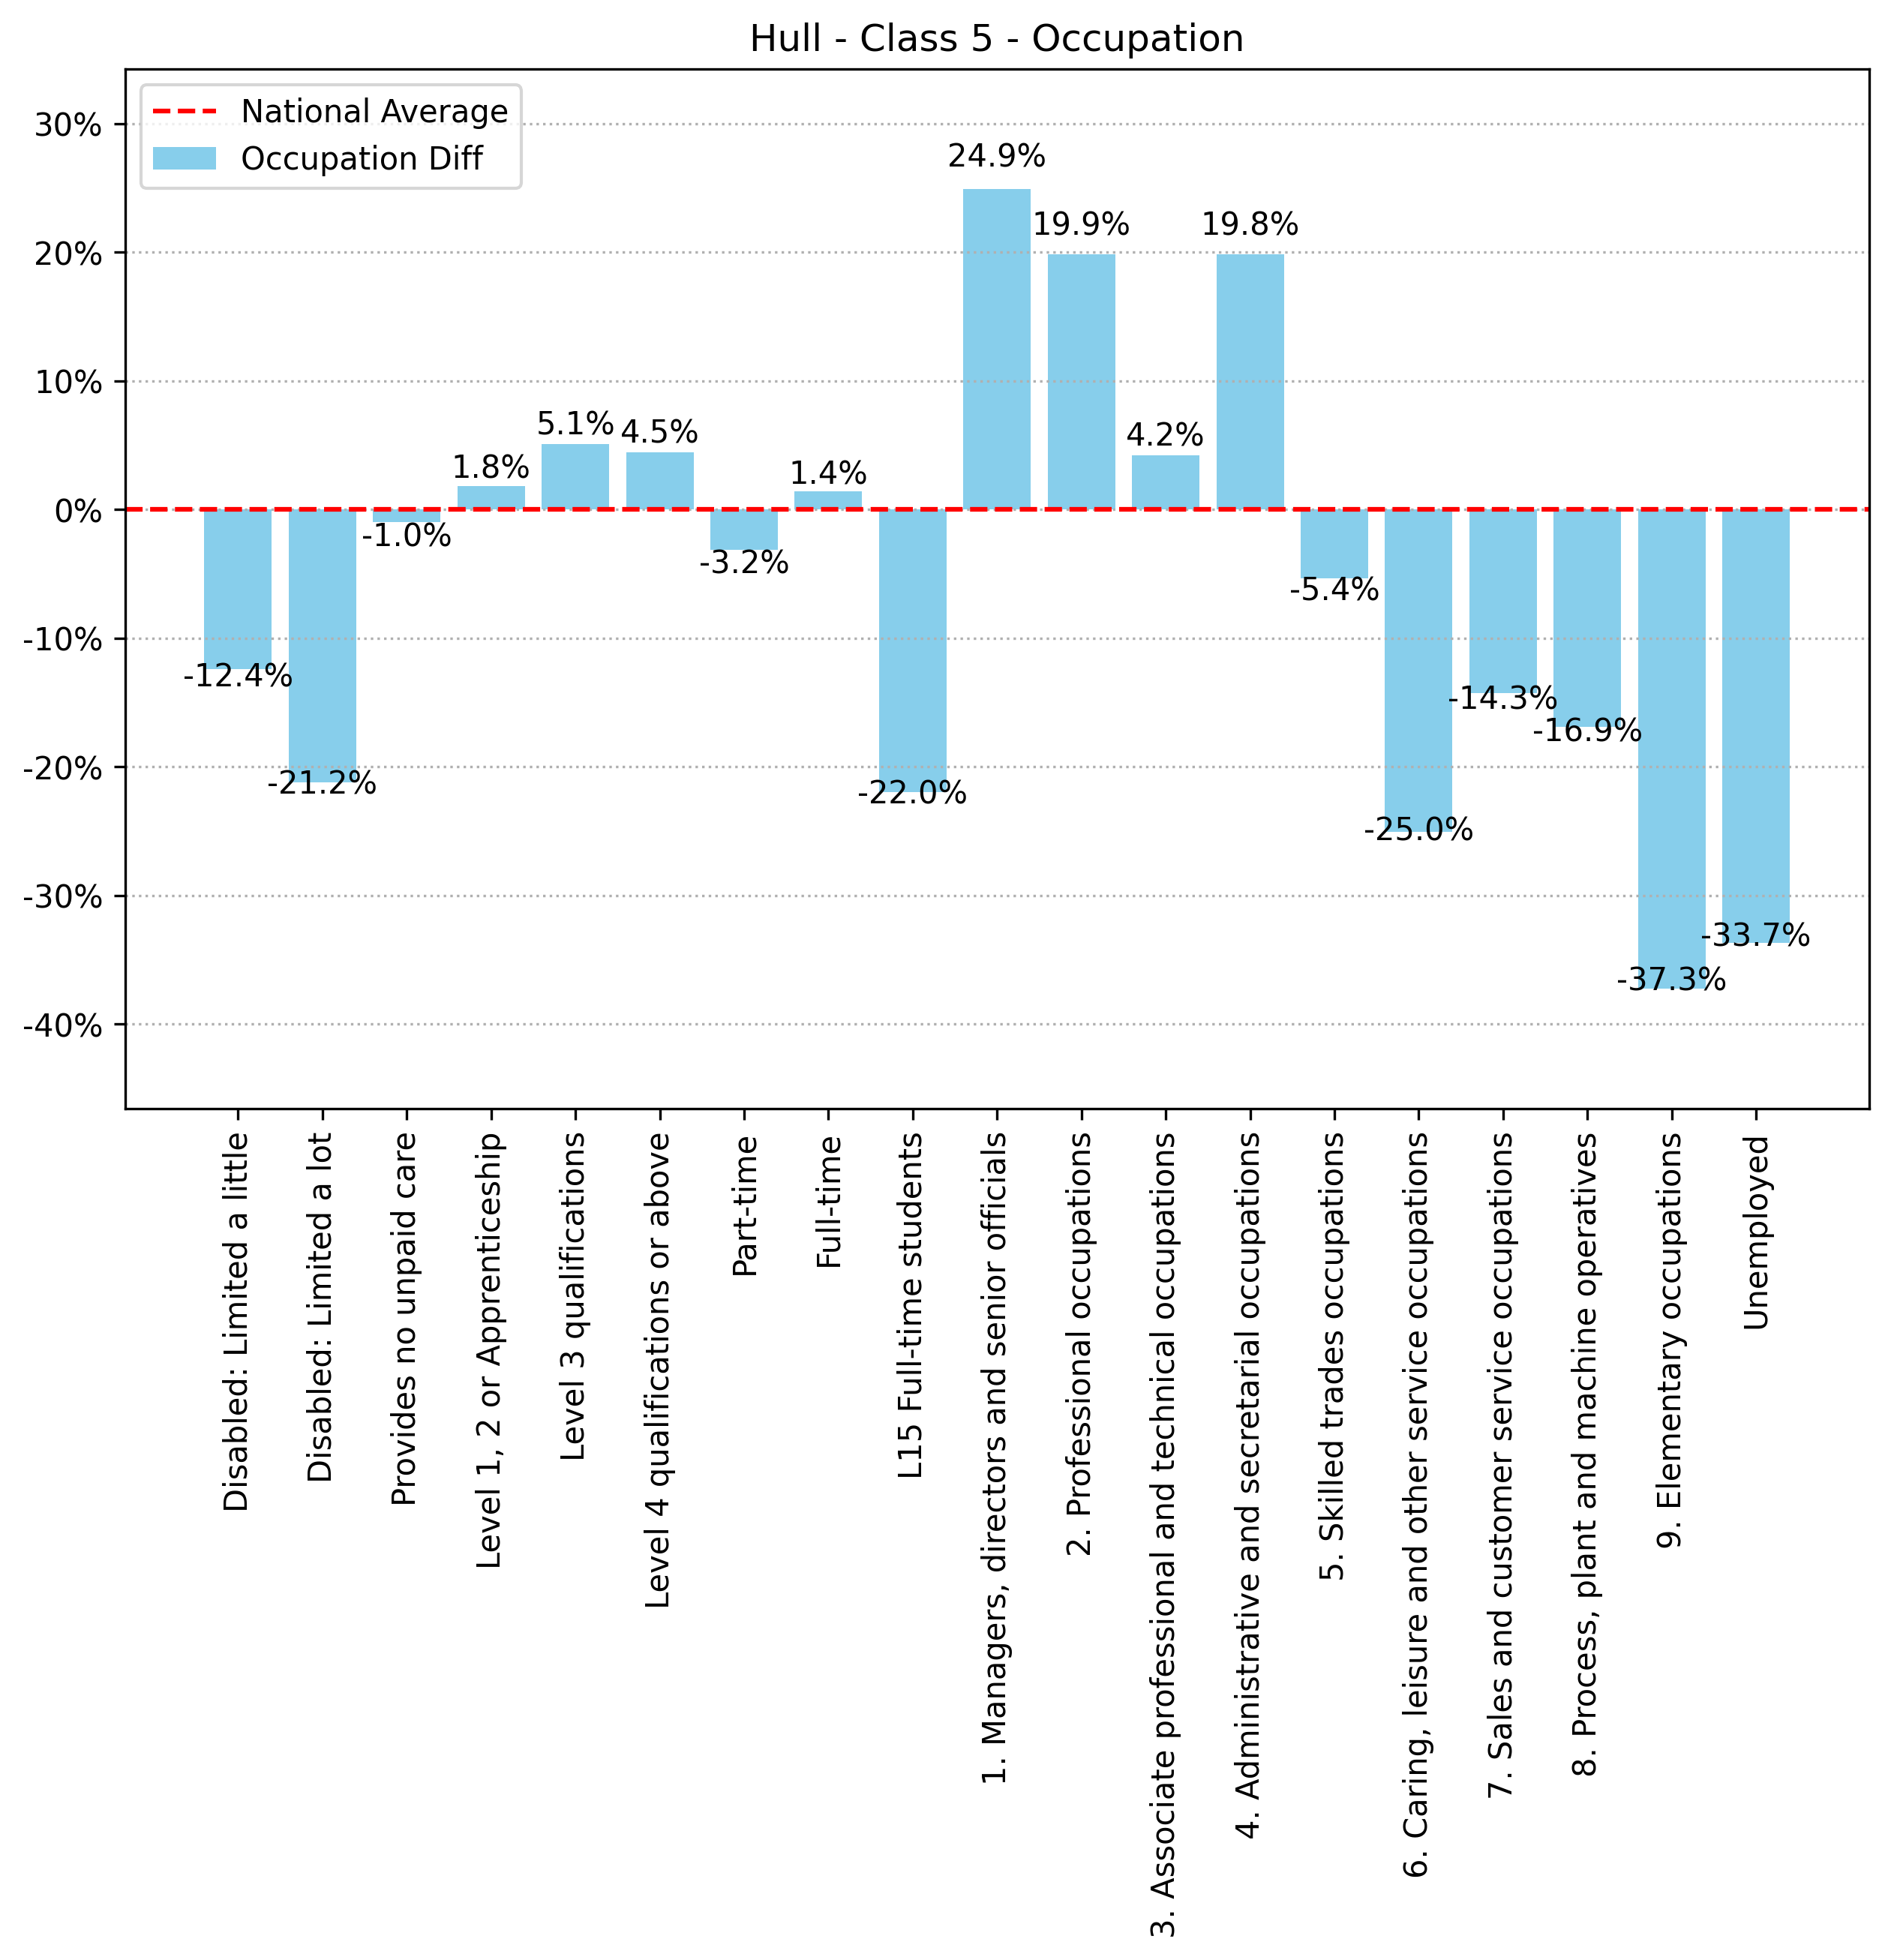 Hull - Class 5 - Occupation
National Average
Occupation Diff
30%
20%
10%
0%
-10%
-20%
-30%
-40%
-12.4%
-21.2%
-1.0%
1.8%
5.1%
4.5%
-3.2%
1.4%
-22.0%
24.9%
19.9%
4.2%
19.8%
-5.4%
-25.0%
-14.3%
-16.9%
-37.3%
-33.7%
Disabled: Limited a little
Disabled: Limited a lot
Provides no unpaid care
Level 1, 2 or Apprenticeship
Level 3 qualifications
Level 4 qualifications or above
Part-time
Full-time
L15 Full-time students
1. Managers, directors and senior officials
2. Professional occupations
3. Associate professional and technical occupations
4. Administrative and secretarial occupations
5. Skilled trades occupations
6. Caring, leisure and other service occupations
7. Sales and customer service occupations
8. Process, plant and machine operatives
9. Elementary occupations
Unemployed